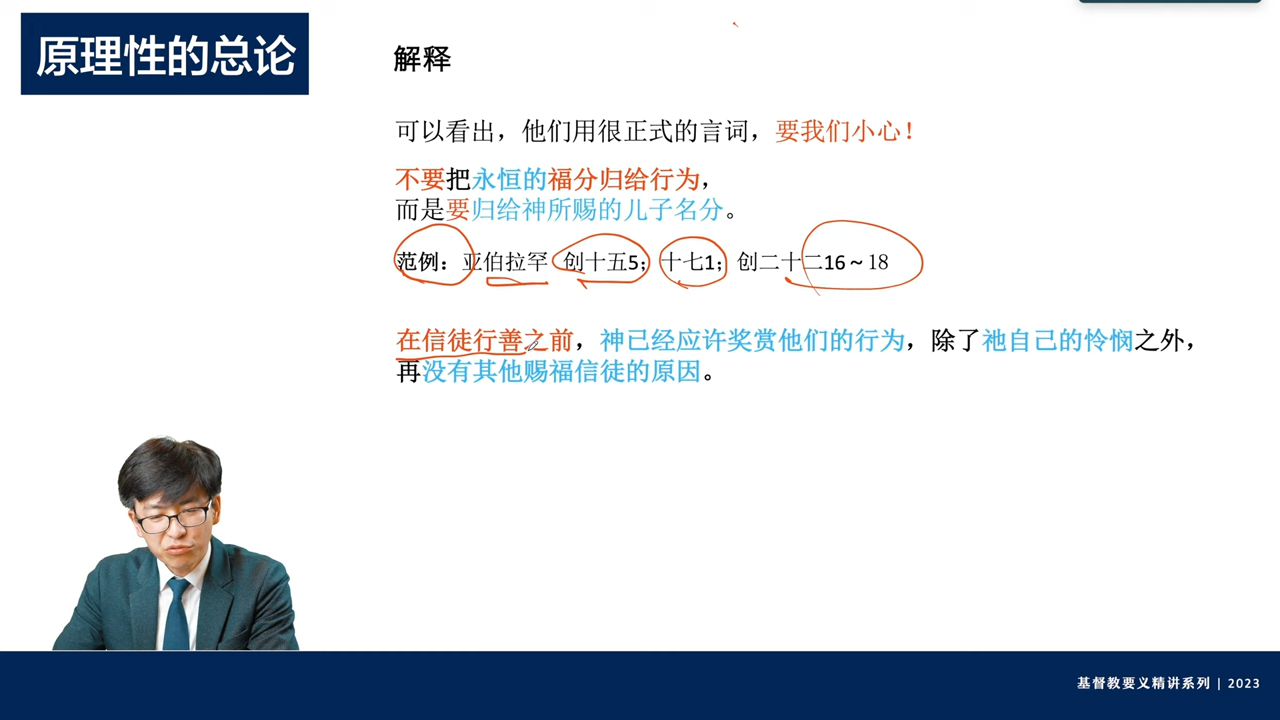 原理性的总论
解释
可以看出，他们用很正式的言词，要我们小心！
不要把永恒的福分归给行为，
而是要归给神所赐的儿子名分。
范例：亚伯拉罕 创十五5；十七1；创二十二16～18
在信徒行善之前，神已经应许奖赏他们的行为，除了祂自己的怜悯之外，
再没有其他赐福信徒的原因。
基督教要义精讲系列 | 2023